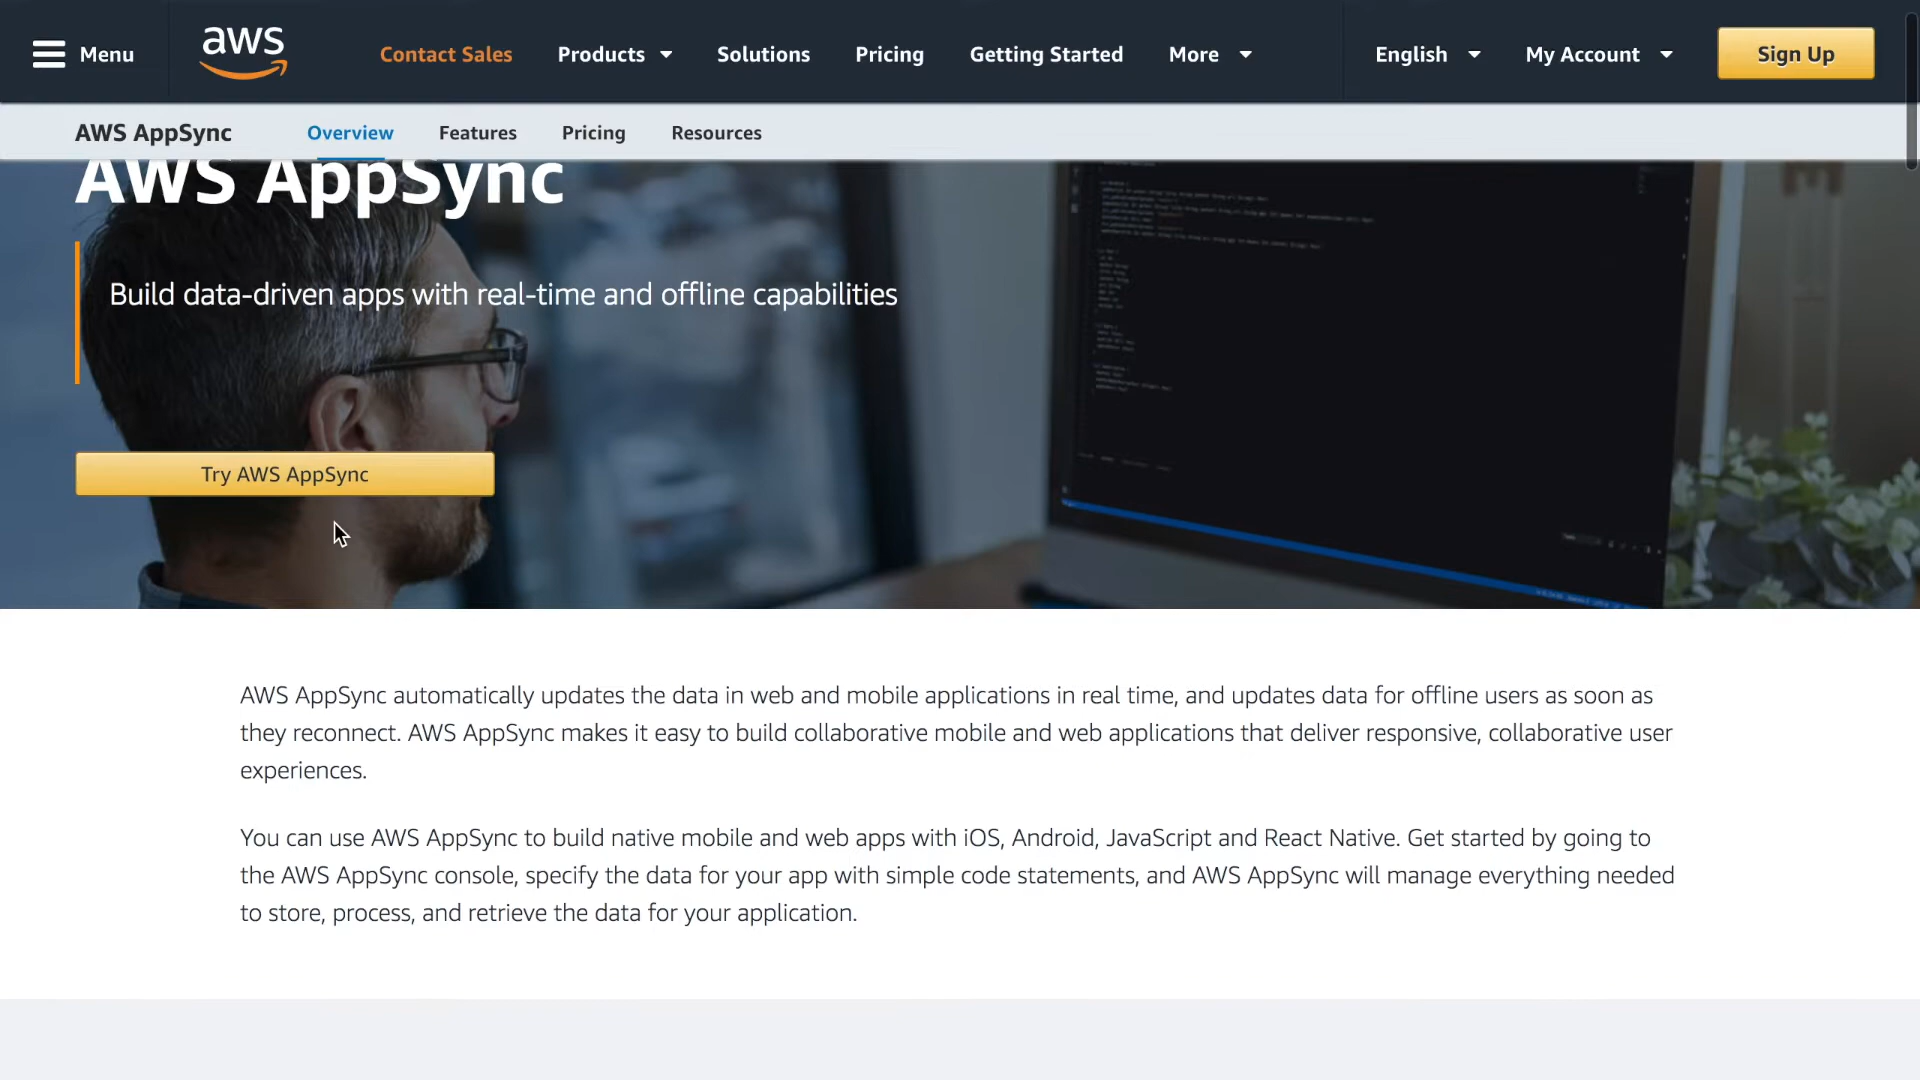 Menu
aws
Contact Sales
Products
Solutions
Pricing
Getting Started
More
English
My Account
Sign Up
AWS AppSync
Overview
Features
Pricing
Resources
AWS AppSync
Build data-driven apps with real-time and offline capabilities
Try AWS AppSync
AWS AppSync automatically updates the data in web and mobile applications in real time, and updates data for offline users as soon as
they reconnect. AWS AppSync makes it easy to build collaborative mobile and web applications that deliver responsive, collaborative user
experiences.
You can use AWS AppSync to build native mobile and web apps with iOS, Android, JavaScript and React Native. Get started by going to
the AWS AppSync console, specify the data for your app with simple code statements, and AWS AppSync will manage everything needed
to store, process, and retrieve the data for your application.